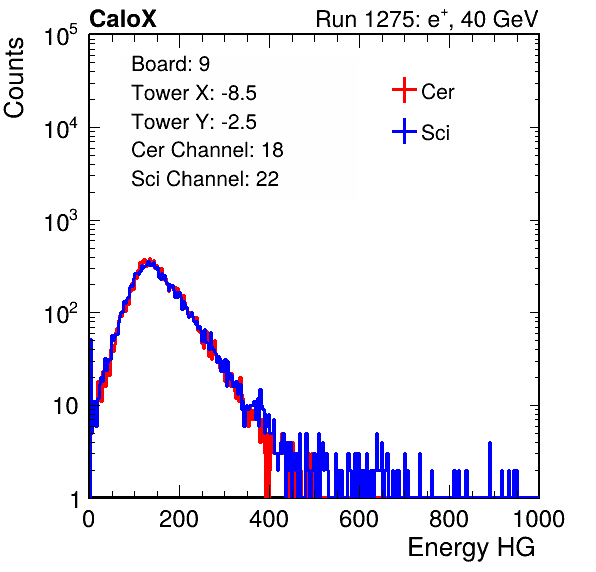 CaloX Run 1275: e⁺, 40 GeV
Counts
10⁵
10⁴
10³
10²
10
1
Board: 9
Tower X: -8.5
Tower Y: -2.5
Cer Channel: 18
Sci Channel: 22
Cer
Sci
0 200 400 600 800 1000
Energy HG